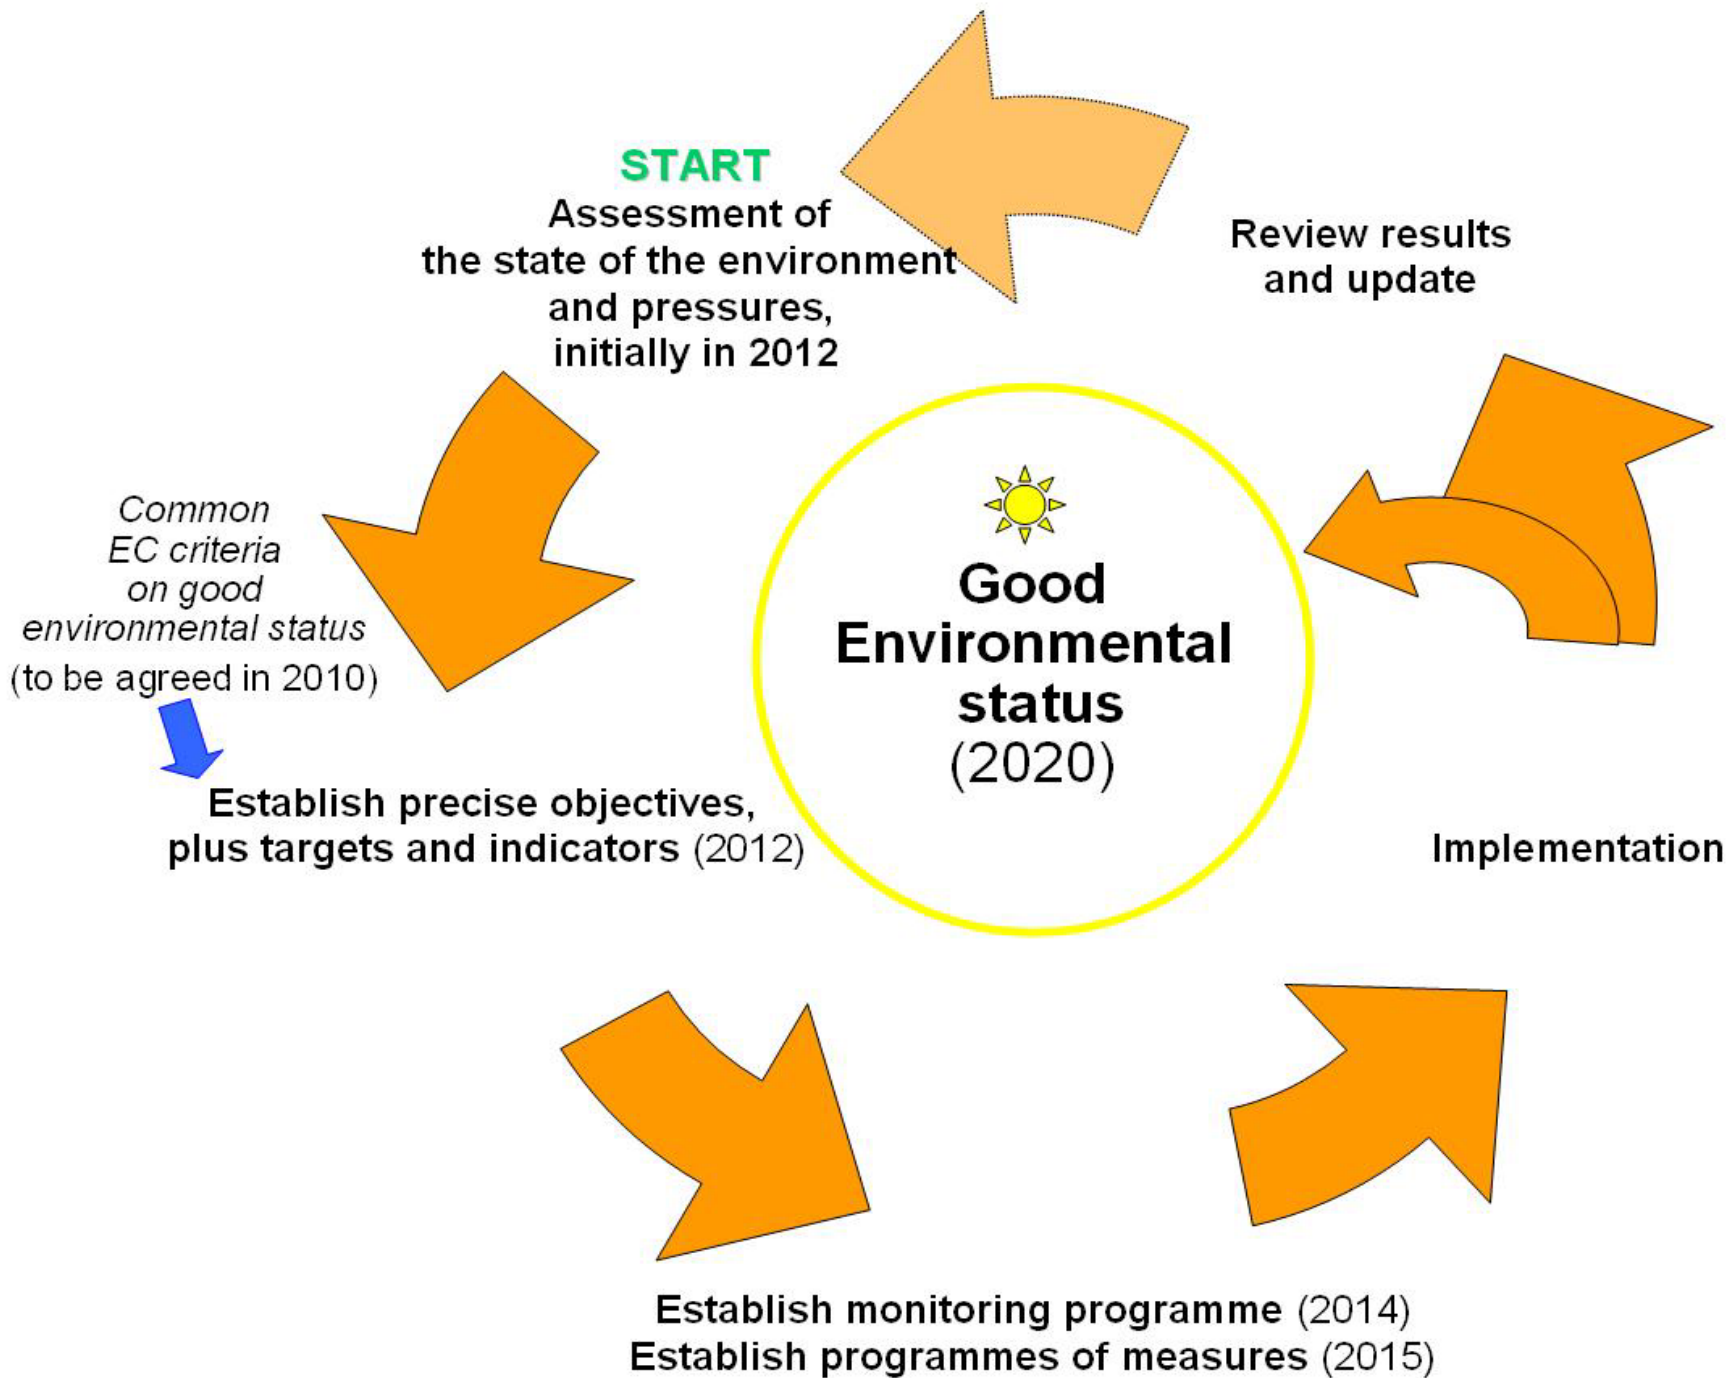 START
Assessment of
the state of the environment
and pressures,
initially in 2012
Review results
and update
Common
EC criteria
on good
environmental status
(to be agreed in 2010)
Good
Environmental
status
(2020)
Establish precise objectives,
plus targets and indicators (2012)
Implementation
Establish monitoring programme (2014)
Establish programmes of measures (2015)